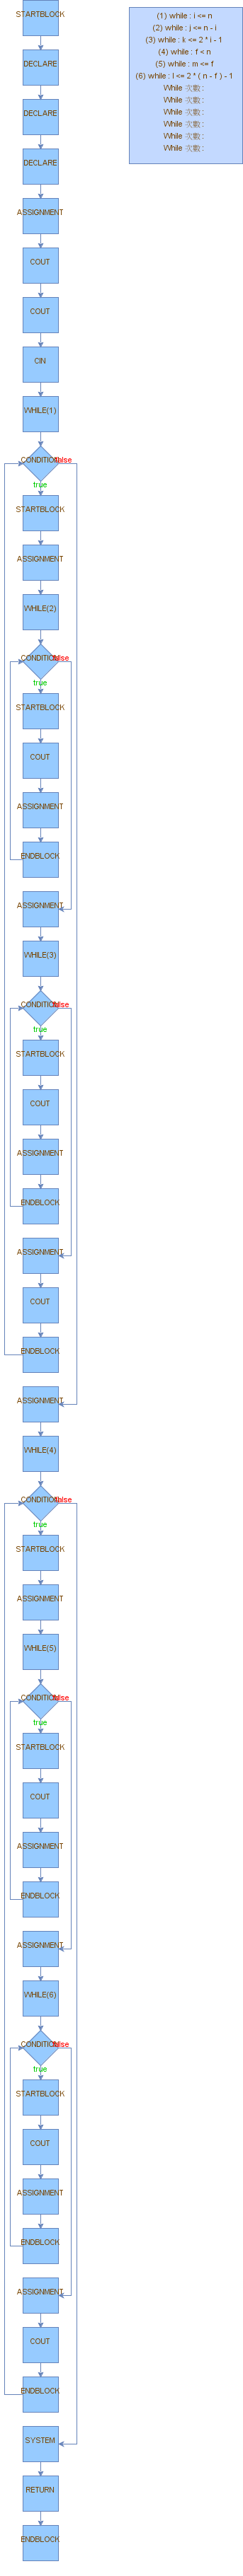 STARTBLOCK
DECLARE
DECLARE
DECLARE
ASSIGNMENT
COUT
COUT
CIN
WHILE(1)
CONDITION false
true
STARTBLOCK
ASSIGNMENT
WHILE(2)
CONDITION false
true
STARTBLOCK
COUT
ASSIGNMENT
ENDBLOCK
ASSIGNMENT
WHILE(3)
CONDITION false
true
STARTBLOCK
COUT
ASSIGNMENT
ENDBLOCK
ASSIGNMENT
COUT
ENDBLOCK
ASSIGNMENT
WHILE(4)
CONDITION false
true
STARTBLOCK
ASSIGNMENT
WHILE(5)
CONDITION false
true
STARTBLOCK
COUT
ASSIGNMENT
ENDBLOCK
ASSIGNMENT
WHILE(6)
CONDITION false
true
STARTBLOCK
COUT
ASSIGNMENT
ENDBLOCK
ASSIGNMENT
COUT
ENDBLOCK
SYSTEM
RETURN
ENDBLOCK
(1) while : i <= n
(2) while : j <= n - i
(3) while : k <= 2 * i - 1
(4) while : f < n
(5) while : m <= f
(6) while : l <= 2 * ( n - f ) - 1
While 次數 :
While 次數 :
While 次數 :
While 次數 :
While 次數 :
While 次數 :